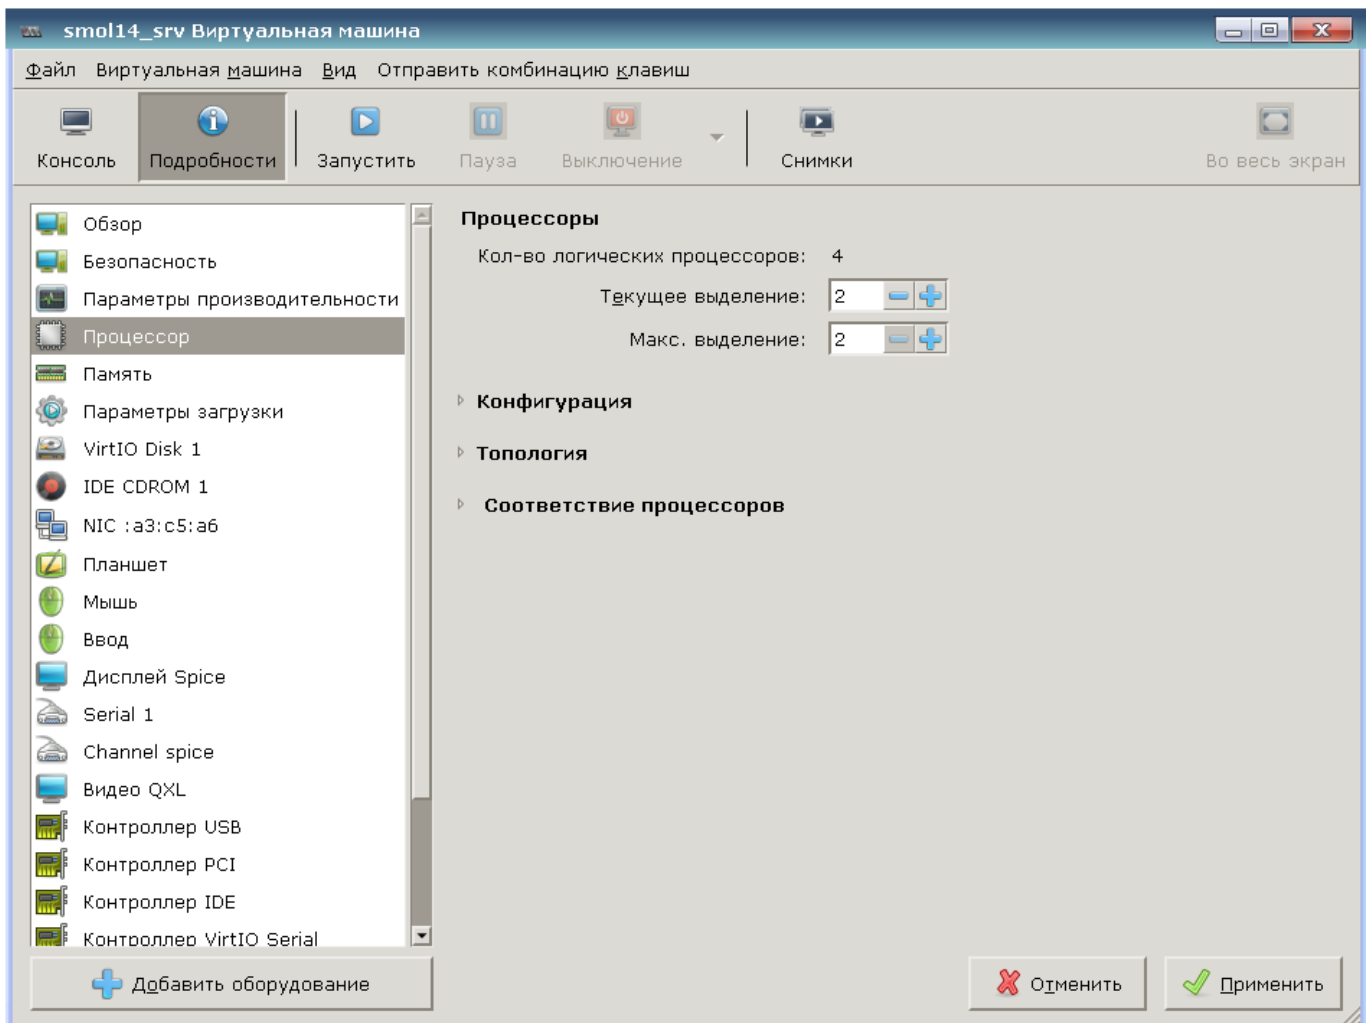 smol14_srv Виртуальная машина
Файл Виртуальная машина Вид Отправить комбинацию клавиш
Консоль Подробности Запустить Пауза Выключение Снимки Во весь экран
Обзор
Безопасность
Параметры производительности
Процессор
Память
Параметры загрузки
VirtIO Disk 1
IDE CDROM 1
NIC :a3:c5:a6
Планшет
Мышь
Ввод
Дисплей Spice
Serial 1
Channel spice
Видео QXL
Контроллер USB
Контроллер PCI
Контроллер IDE
Контроллер VirtIO Serial
Добавить оборудование
Процессоры
Кол-во логических процессоров: 4
Текущее выделение: 2
Макс. выделение: 2
Конфигурация
Топология
Соответствие процессоров
Отменить Применить